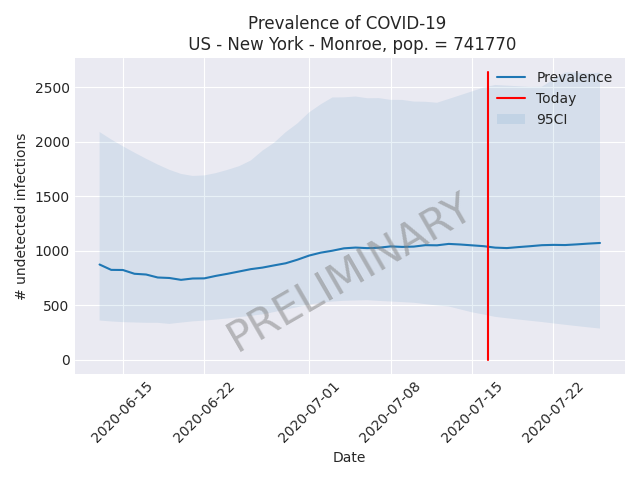 Prevalence of COVID-19
US - New York - Monroe, pop. = 741770
# undetected infections
2500
2000
1500
1000
500
0
Prevalence
Today
95CI
PRELIMINARY
2020-06-15
2020-06-22
2020-07-01
2020-07-08
2020-07-15
2020-07-22
Date